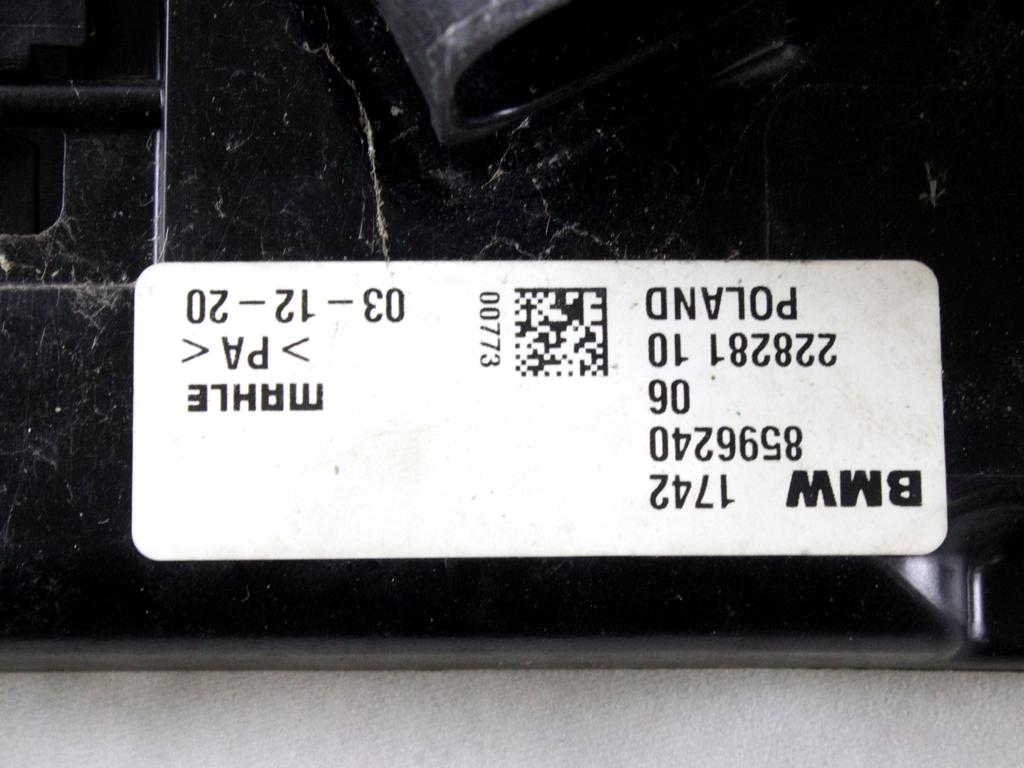 BMW 1742
8596240
06
228281 10
POLAND
00773
MAHLE
>PA<
03-12-20